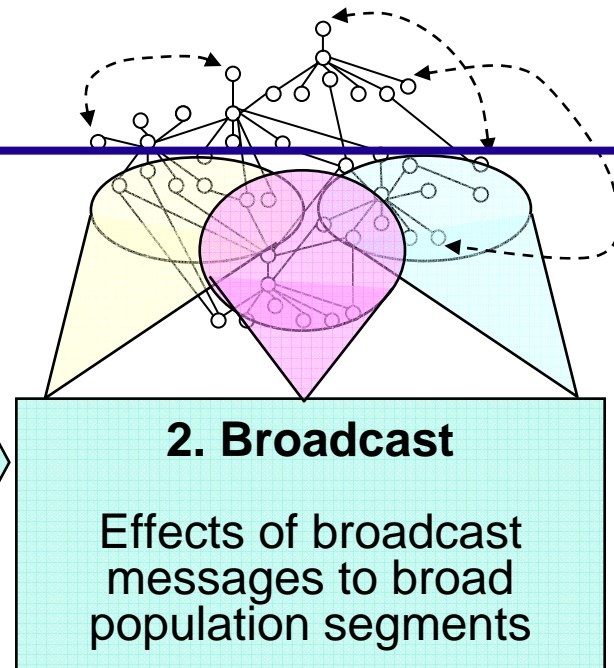 2. Broadcast
Effects of broadcast
messages to broad
population segments